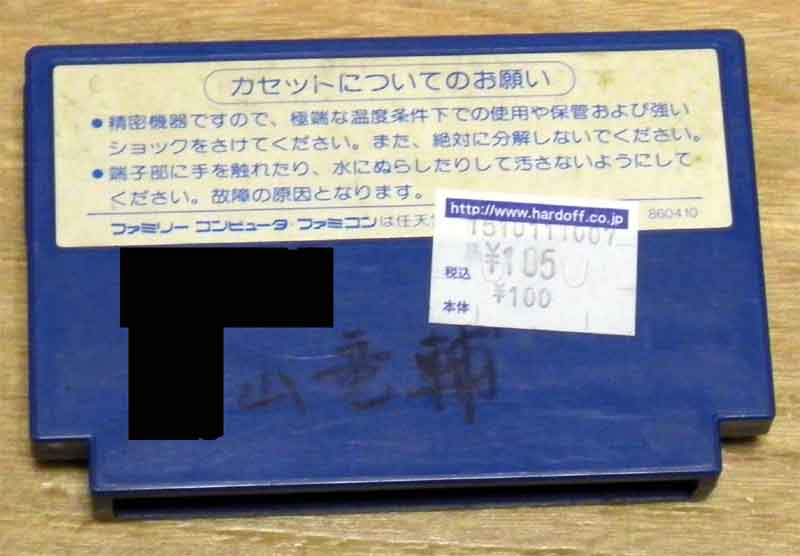 カセットについてのお願い
●精密機器ですので、極端な温度条件下での使用や保管および強い
ショックをさけてください。また、絶対に分解しないでください。
●端子部に手を触れたり、水にぬらしたりして汚さないようにして
ください。故障の原因となります。
ファミリー コンピュータ・ファミコンは任天
860410
http://www.hardoff.co.jp
1510111007
税込 ¥105
本体 ¥100
山竜輔